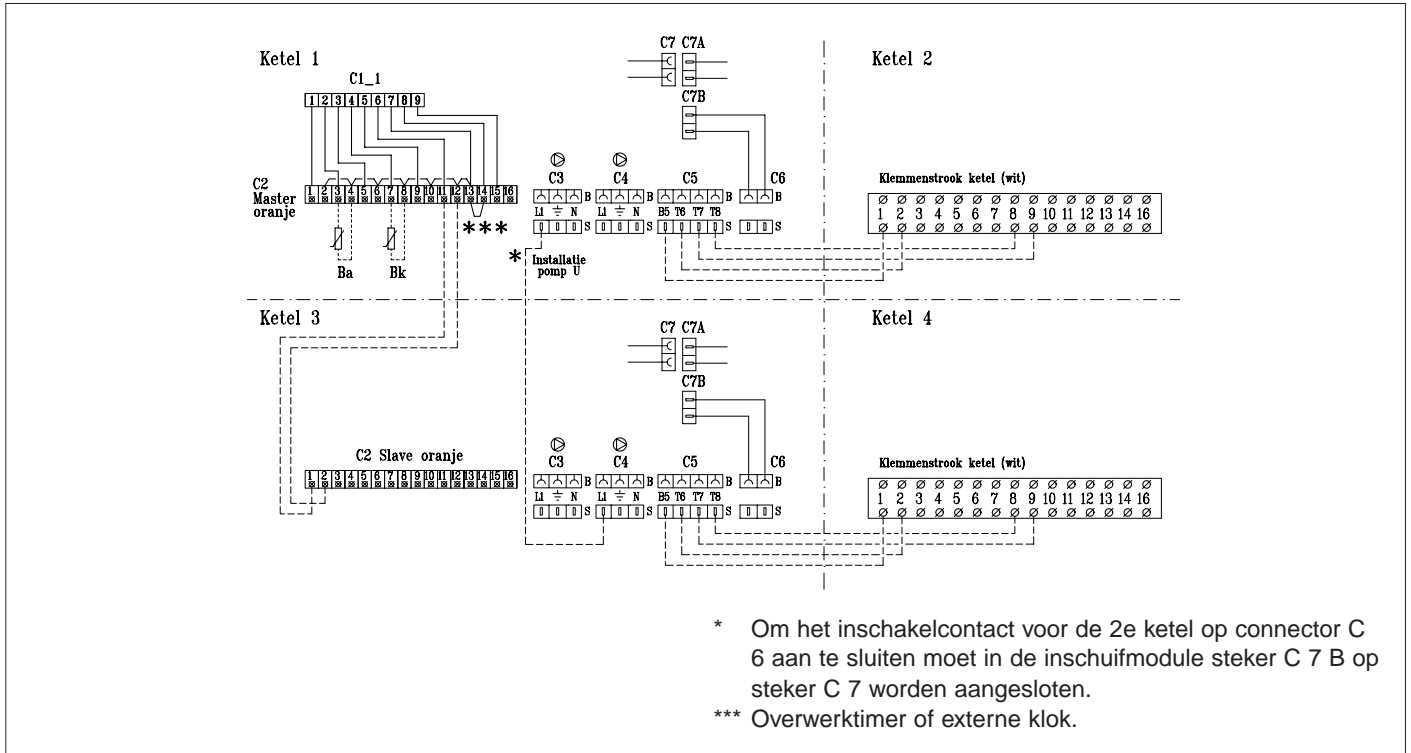 Ketel 1
C7 C7A
Ketel 2
C1_1
1 2 3 4 5 6 7 8 9
C7B
C3 C4 C5 C6
C2
Master
oranje
1 2 3 4 5 6 7 8 9 10 11 12 13 14 15 16
B B B
L1 N L1 N B5 T6 T7 T8
S S S
Klemmenstrook ketel (wit)
1 2 3 4 5 6 7 8 9 10 11 12 13 14 15 16
***
* Installatie
pomp U
Ba Bk
Ketel 3
C7 C7A
Ketel 4
C7B
C2 Slave oranje
1 2 3 4 5 6 7 8 9 10 11 12 13 14 15 16
C3 C4 C5 C6
B B B
L1 N L1 N B5 T6 T7 T8
S S S
Klemmenstrook ketel (wit)
1 2 3 4 5 6 7 8 9 10 11 12 13 14 15 16
* Om het inschakelcontact voor de 2e ketel op connector C
6 aan te sluiten moet in de inschuifmodule steker C 7 B op
steker C 7 worden aangesloten.
*** Overwerktimer of externe klok.